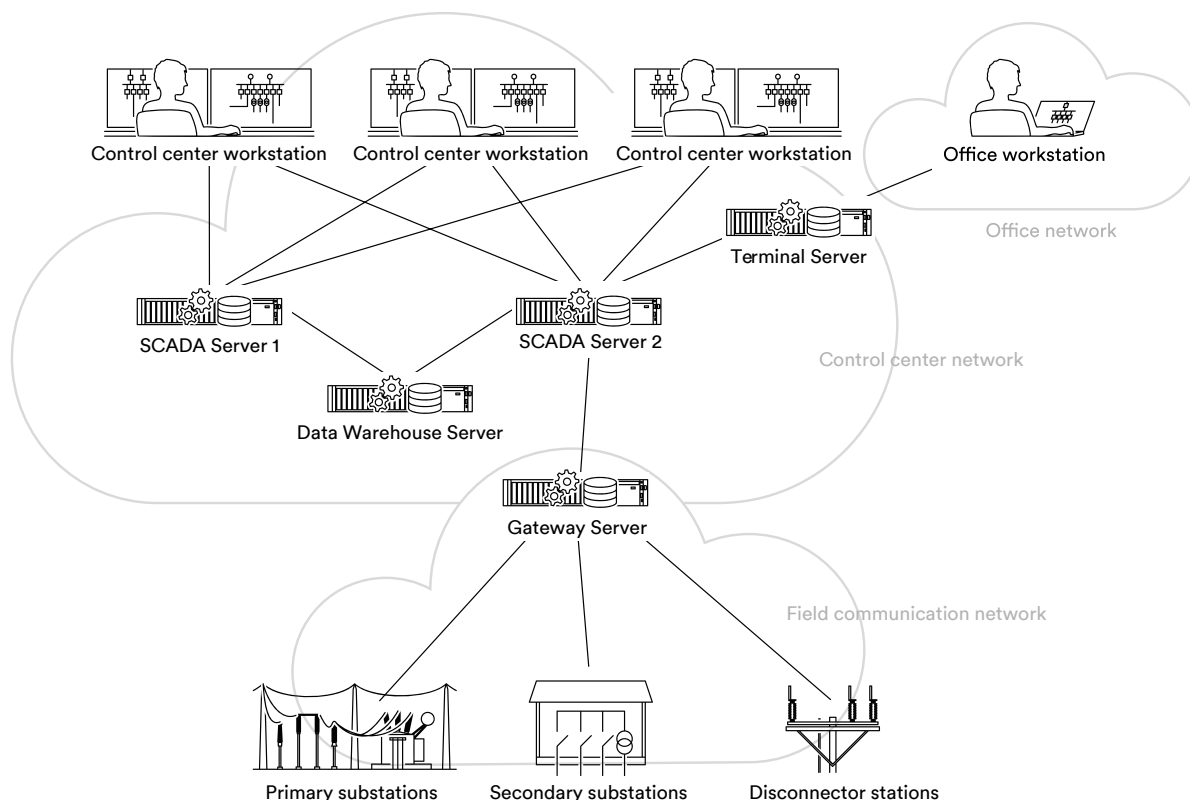 Control center workstation
Control center workstation
Control center workstation
Office workstation
Office network
Terminal Server
SCADA Server 1
SCADA Server 2
Control center network
Data Warehouse Server
Gateway Server
Field communication network
Primary substations
Secondary substations
Disconnector stations